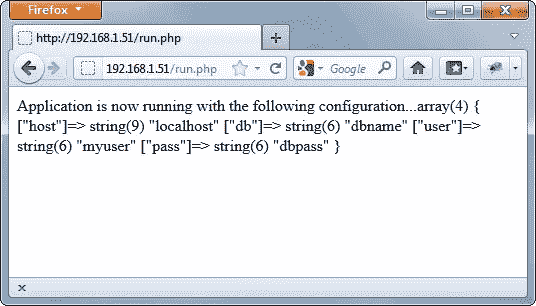 Firefox
http://192.168.1.51/run.php
192.168.1.51/run.php
Google
Application is now running with the following configuration...array(4) {
["host"]=> string(9) "localhost" ["db"]=> string(6) "dbname" ["user"]=>
string(6) "myuser" ["pass"]=> string(6) "dbpass" }